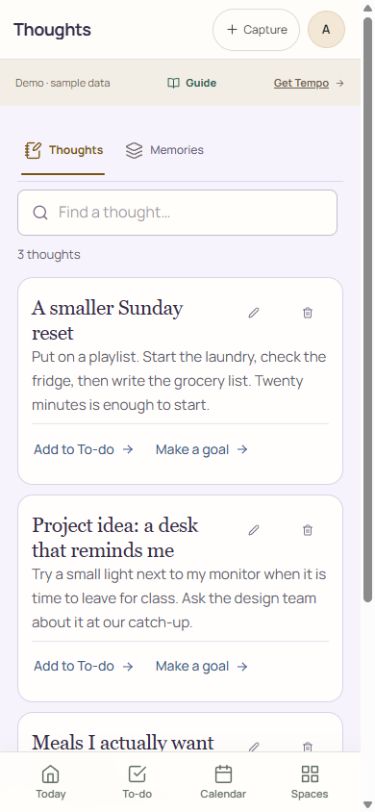 Thoughts
+ Capture
A
Demo · sample data
Guide
Get Tempo →
Thoughts
Memories
Find a thought...
3 thoughts
A smaller Sunday
reset
Put on a playlist. Start the laundry, check the
fridge, then write the grocery list. Twenty
minutes is enough to start.
Add to To-do → Make a goal →
Project idea: a desk
that reminds me
Try a small light next to my monitor when it is
time to leave for class. Ask the design team
about it at our catch-up.
Add to To-do → Make a goal →
Meals I actually want
Today
To-do
Calendar
Spaces